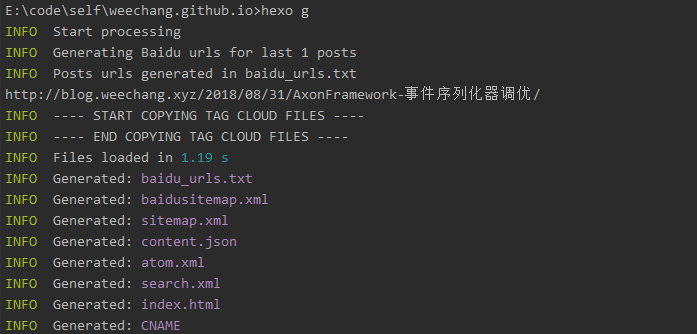 E:\code\self\weechang.github.io>hexo g
INFO  Start processing
INFO  Generating Baidu urls for last 1 posts
INFO  Posts urls generated in baidu_urls.txt
http://blog.weechang.xyz/2018/08/31/AxonFramework-事件序列化器调优/
INFO  ---- START COPYING TAG CLOUD FILES ----
INFO  ---- END COPYING TAG CLOUD FILES ----
INFO  Files loaded in 1.19 s
INFO  Generated: baidu_urls.txt
INFO  Generated: baidusitemap.xml
INFO  Generated: sitemap.xml
INFO  Generated: content.json
INFO  Generated: atom.xml
INFO  Generated: search.xml
INFO  Generated: index.html
INFO  Generated: CNAME